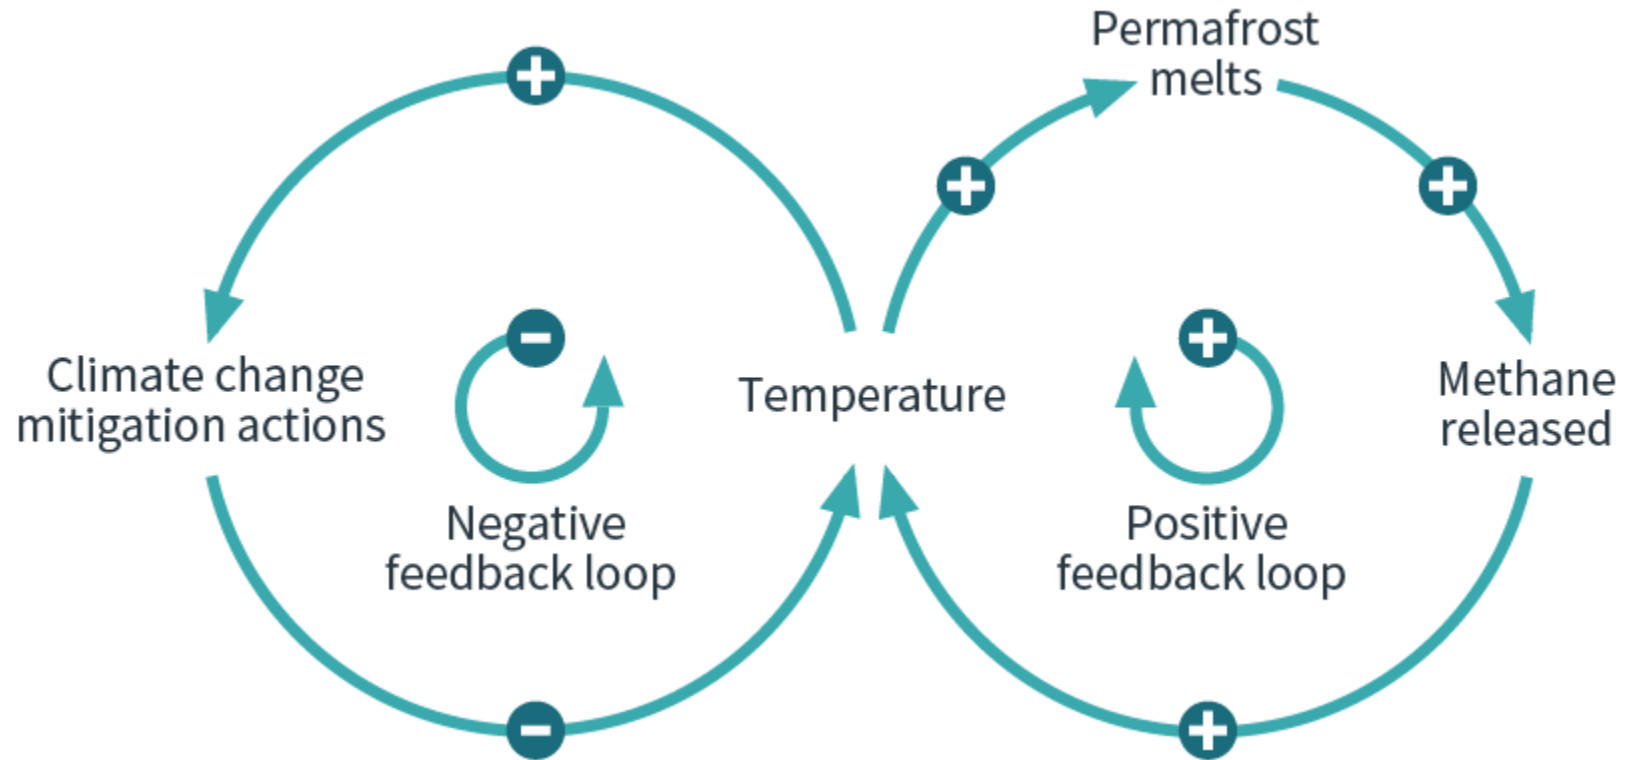 Permafrost
melts
Climate change
mitigation actions
Temperature
Methane
released
Negative
feedback loop
Positive
feedback loop